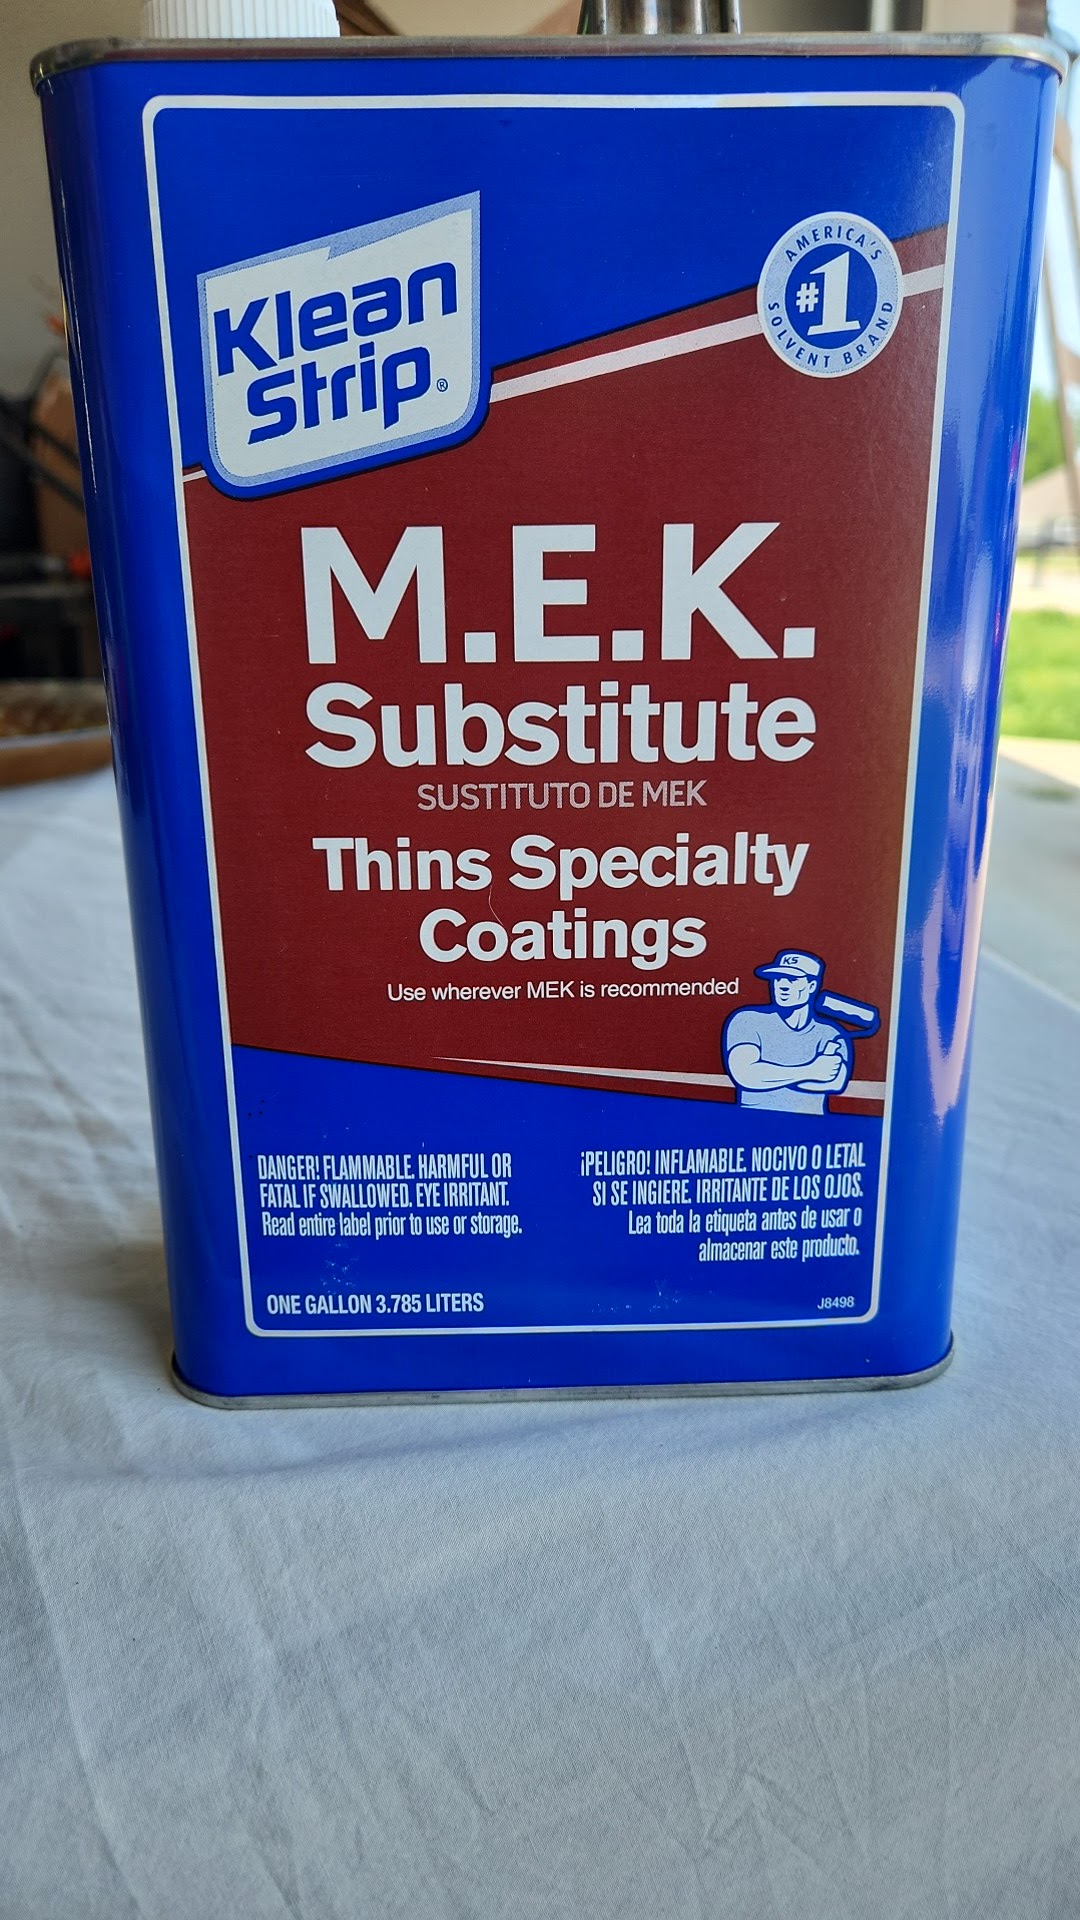 Klean
Strip®
AMERICA'S
#1
SOLVENT BRAND
M.E.K.
Substitute
SUSTITUTO DE MEK
Thins Specialty
Coatings
Use wherever MEK is recommended
KS
DANGER! FLAMMABLE. HARMFUL OR
FATAL IF SWALLOWED. EYE IRRITANT.
Read entire label prior to use or storage.
¡PELIGRO! INFLAMABLE. NOCIVO O LETAL
SI SE INGIERE. IRRITANTE DE LOS OJOS.
Lea toda la etiqueta antes de usar o
almacenar este producto.
ONE GALLON 3.785 LITERS
J8498